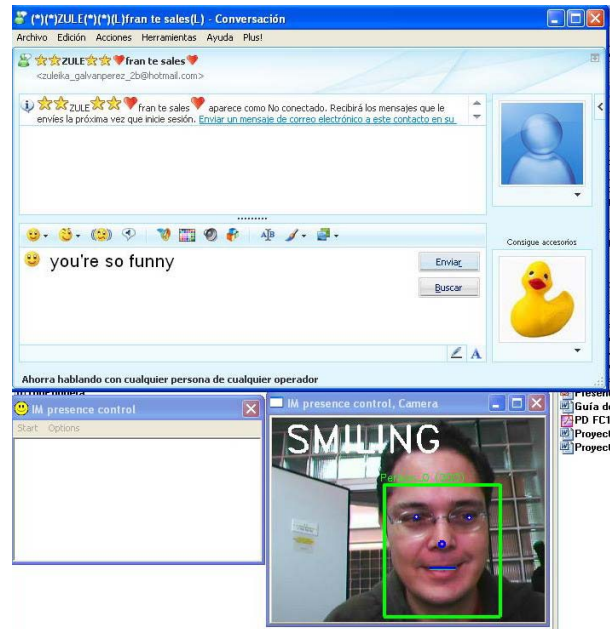 (*)(*)ZULE(*)(*)(L)fran te sales(L) - Conversación
Archivo Edición Acciones Herramientas Ayuda Plus!
ZULE fran te sales
<zuleika_galvanperez_2b@hotmail.com>
ZULE fran te sales aparece como No conectado. Recibirá los mensajes que le
envíes la próxima vez que inicie sesión. Enviar un mensaje de correo electrónico a este contacto en su
Consigue accesorios
you're so funny
Enviar
Buscar
A
Ahorra hablando con cualquier persona de cualquier operador
IM presence control
Start Options
IM presence control, Camera
SMILING
Guía de
PD FC1
Proyect
Proyect